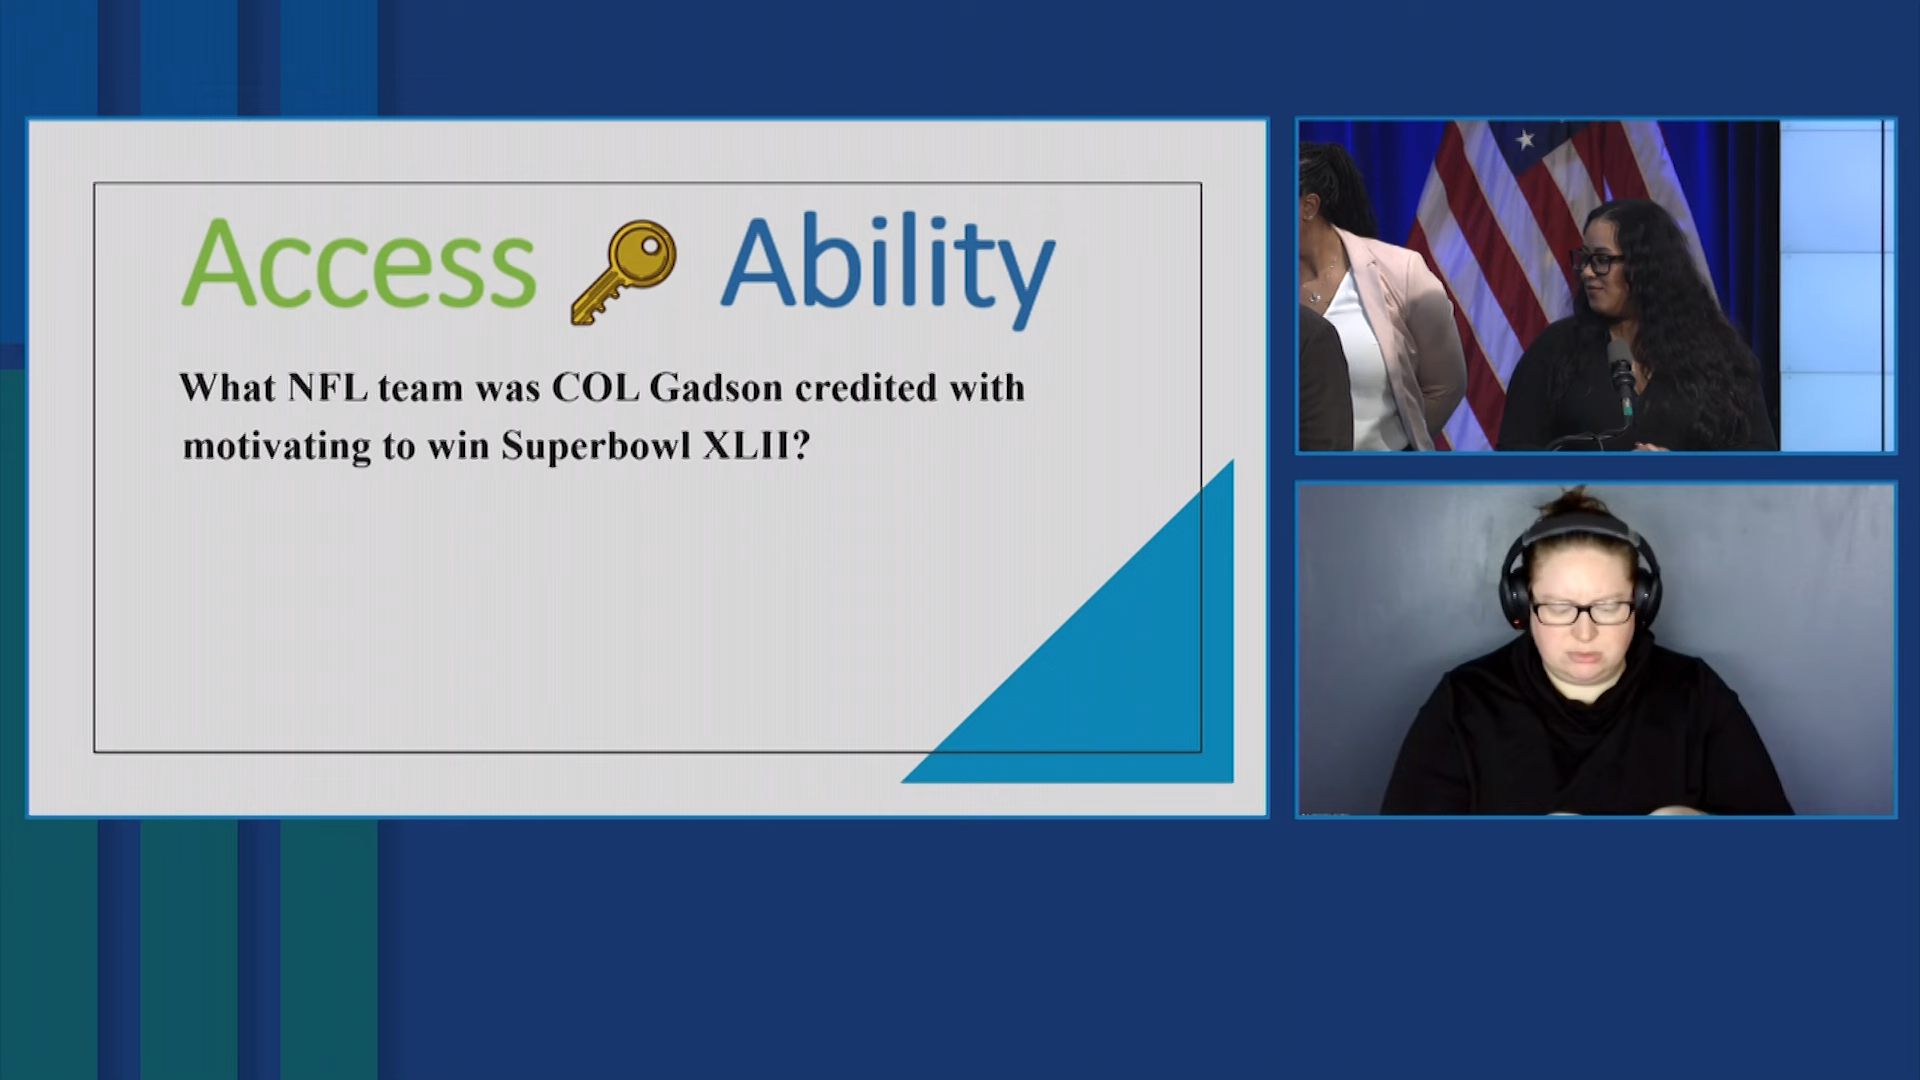 Access Ability
What NFL team was COL Gadson credited with
motivating to win Superbowl XLII?